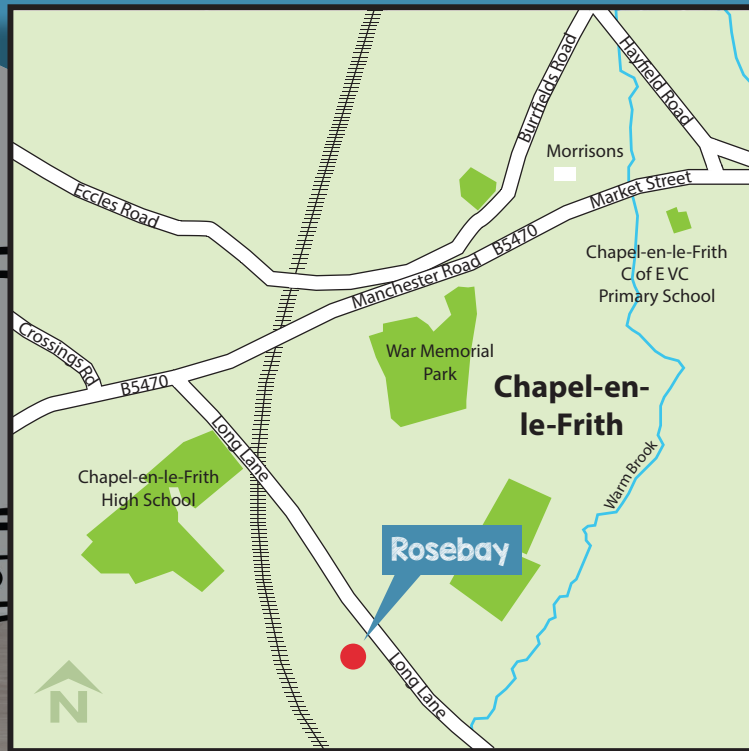 Burrfields Road
Hayfield Road
Morrisons
Eccles Road
Market Street
Manchester Road B5470
Chapel-en-le-Frith
C of E VC
Primary School
Crossings Rd
B5470
War Memorial
Park
Chapel-en-
le-Frith
Long Lane
Chapel-en-le-Frith
High School
Warm Brook
Rosebay
Long Lane
N